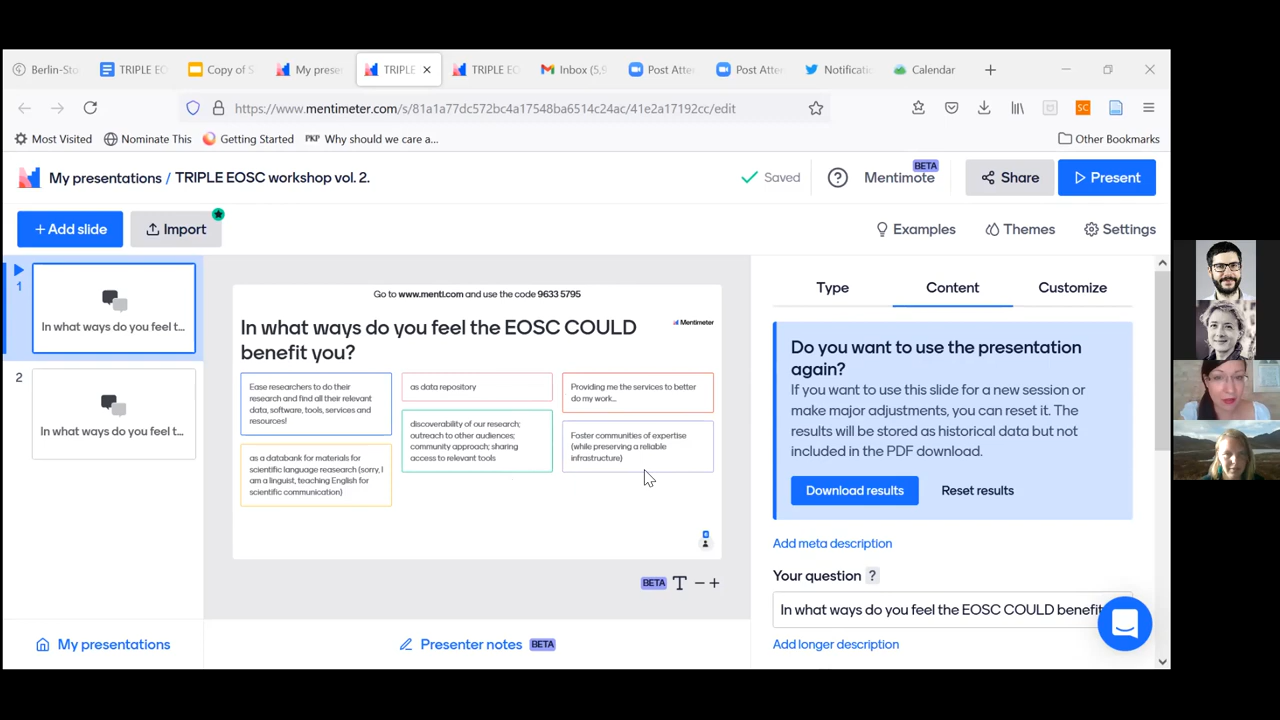 Berlin-Sto
TRIPLE EO
Copy of S
My prese
TRIPLE
TRIPLE EO
Inbox (5,9
Post Atter
Post Atter
Notificati
Calendar
https://www.mentimeter.com/s/81a1a77dc572bc4a17548ba6514c24ac/41e2a17192cc/edit
Most Visited
Nominate This
Getting Started
PKP Why should we care a...
Other Bookmarks
My presentations / TRIPLE EOSC workshop vol. 2.
Saved
?
Mentimote
BETA
Share
Present
+ Add slide
Import
Examples
Themes
Settings
1
In what ways do you feel t...
2
In what ways do you feel t...
Go to www.menti.com and use the code 9633 5795
In what ways do you feel the EOSC COULD
benefit you?
Mentimeter
Ease researchers to do their
research and find all their relevant
data, software, tools, services and
resources!
as a databank for materials for
scientific language reasearch (sorry, I
am a linguist, teaching English for
scientific communication)
as data repository
discoverability of our research;
outreach to other audiences;
community approach; sharing
access to relevant tools
Providing me the services to better
do my work...
Foster communities of expertise
(while preserving a reliable
infrastructure)
BETA T − +
My presentations
Presenter notes BETA
Type
Content
Customize
Do you want to use the presentation
again?
If you want to use this slide for a new session or
make major adjustments, you can reset it. The
results will be stored as historical data but not
included in the PDF download.
Download results
Reset results
Add meta description
Your question ?
In what ways do you feel the EOSC COULD benefit
Add longer description